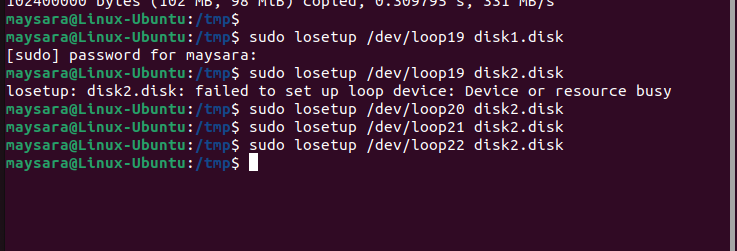 102400000 bytes (102 MB, 98 MiB) copied, 0.309793 s, 331 MB/s
maysara@Linux-Ubuntu:/tmp$
maysara@Linux-Ubuntu:/tmp$ sudo losetup /dev/loop19 disk1.disk
[sudo] password for maysara:
maysara@Linux-Ubuntu:/tmp$ sudo losetup /dev/loop19 disk2.disk
losetup: disk2.disk: failed to set up loop device: Device or resource busy
maysara@Linux-Ubuntu:/tmp$ sudo losetup /dev/loop20 disk2.disk
maysara@Linux-Ubuntu:/tmp$ sudo losetup /dev/loop21 disk2.disk
maysara@Linux-Ubuntu:/tmp$ sudo losetup /dev/loop22 disk2.disk
maysara@Linux-Ubuntu:/tmp$